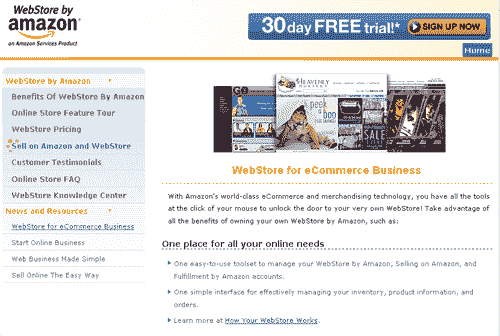 WebStore by
amazon
an Amazon Services Product
30 day FREE trial!* SIGN UP NOW
Home
WebStore by Amazon
Benefits Of WebStore By Amazon
Online Store Feature Tour
WebStore Pricing
Sell on Amazon and WebStore
Customer Testimonials
Online Store FAQ
WebStore Knowledge Center
News and Resources
WebStore for eCommerce Business
Start Online Business
Web Business Made Simple
Sell Online The Easy Way
HEAVENLY
peek
a boo
SALE
WebStore for eCommerce Business
With Amazon's world-class eCommerce and merchandising technology, you have all the tools
at the click of your mouse to unlock the door to your very own WebStore! Take advantage of
all the benefits of owning your own WebStore by Amazon, such as:
One place for all your online needs
One easy-to-use toolset to manage your WebStore by Amazon, Selling on Amazon, and
Fulfillment by Amazon accounts.
One simple interface for effectively managing your inventory, product information, and
orders.
Learn more at How Your WebStore Works.